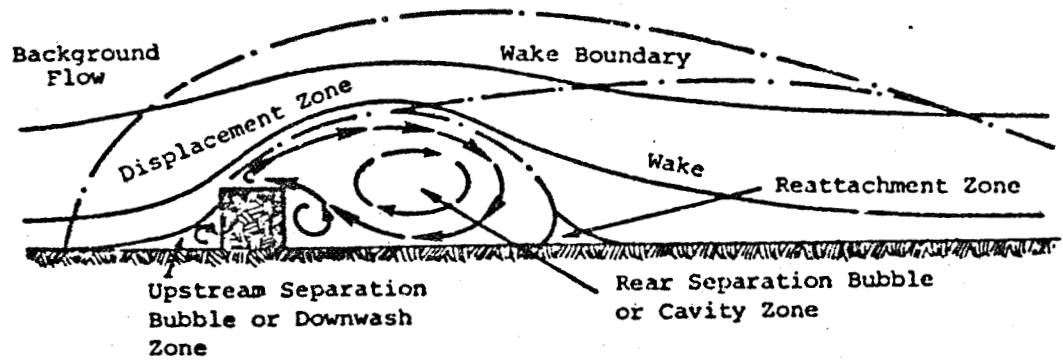 Background
Flow
Wake Boundary
Displacement Zone
Wake
Reattachment Zone
Upstream Separation
Bubble or Downwash
Zone
Rear Separation Bubble
or Cavity Zone